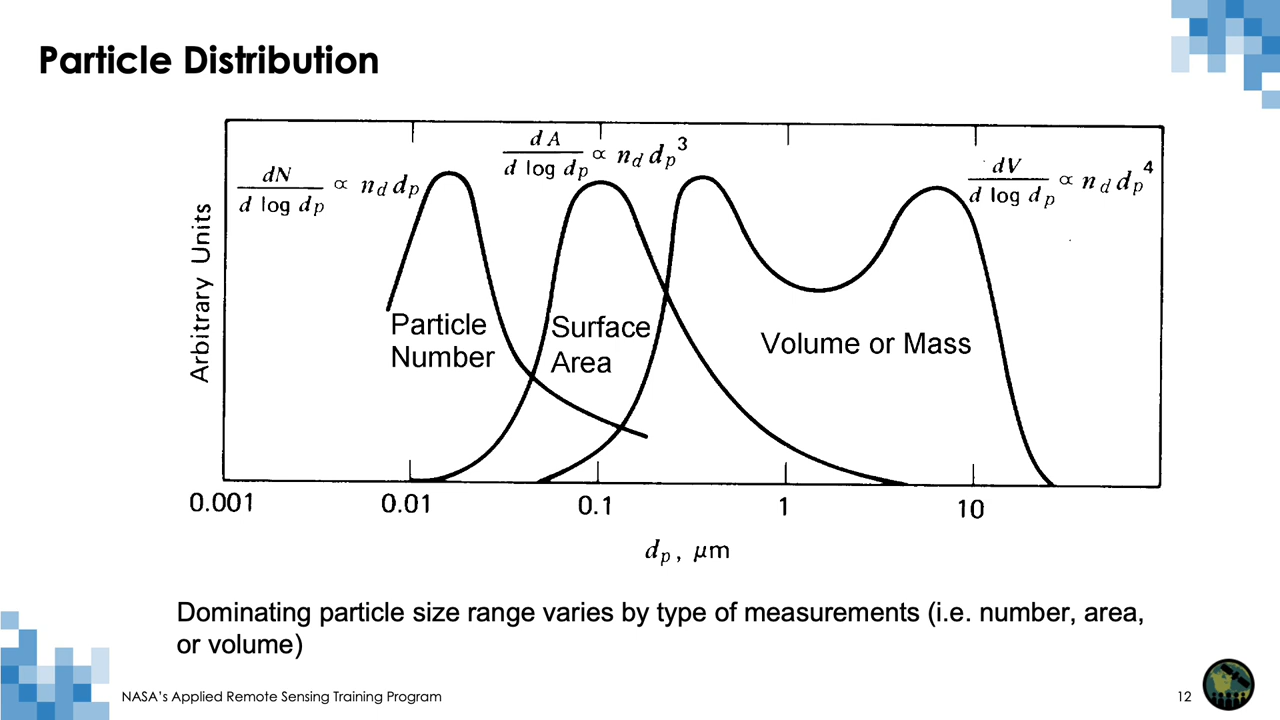 Particle Distribution
dN / d log dp ∝ nd dp
dA / d log dp ∝ nd dp³
dV / d log dp ∝ nd dp⁴
Arbitrary Units
Particle
Number
Surface
Area
Volume or Mass
0.001 0.01 0.1 1 10
dp, μm
Dominating particle size range varies by type of measurements (i.e. number, area,
or volume)
NASA's Applied Remote Sensing Training Program
12